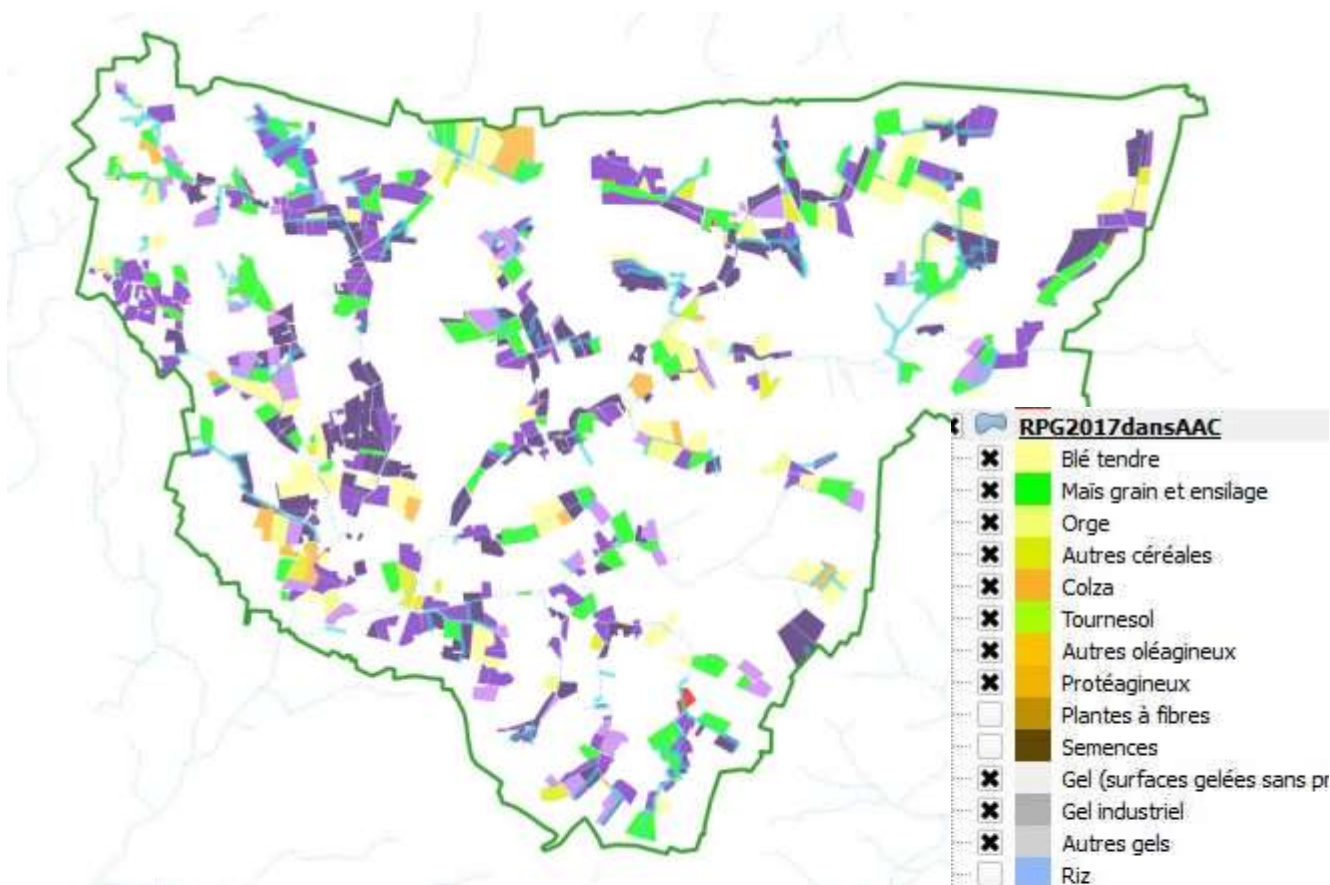 RPG2017dansAAC
Blé tendre
Maïs grain et ensilage
Orge
Autres céréales
Colza
Tournesol
Autres oléagineux
Protéagineux
Plantes à fibres
Semences
Gel (surfaces gelées sans pr
Gel industriel
Autres gels
Riz